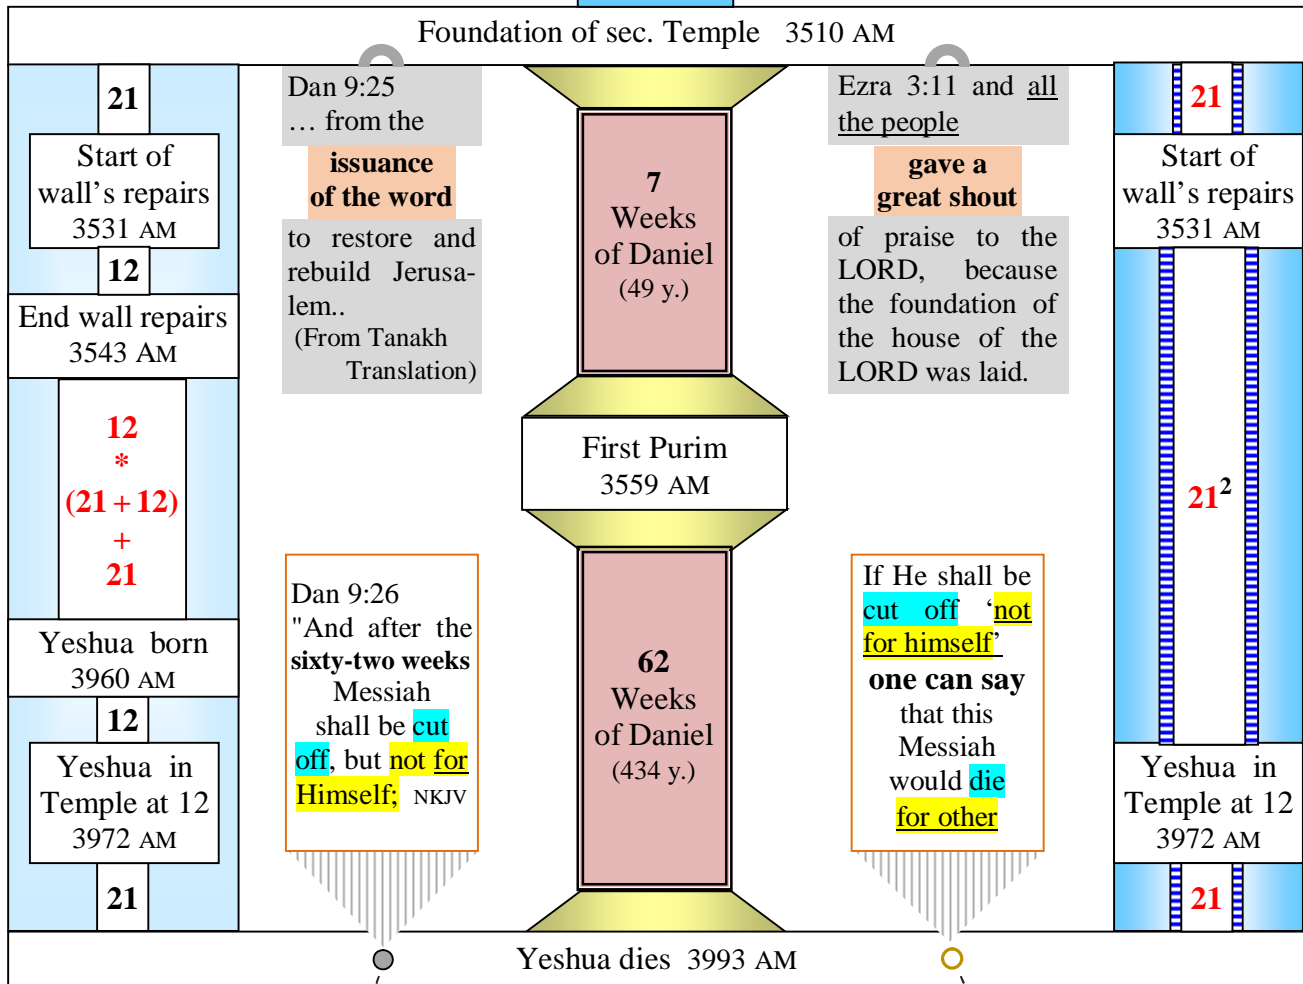 Foundation of sec. Temple 3510 AM
21
Start of
wall's repairs
3531 AM
12
End wall repairs
3543 AM
12
*
(21 + 12)
+
21
Yeshua born
3960 AM
12
Yeshua in
Temple at 12
3972 AM
21
Dan 9:25
… from the
issuance
of the word
to restore and
rebuild Jerusa-
lem..
(From Tanakh
Translation)
Dan 9:26
"And after the
sixty-two weeks
Messiah
shall be cut
off, but not for
Himself; NKJV
7
Weeks
of Daniel
(49 y.)
First Purim
3559 AM
62
Weeks
of Daniel
(434 y.)
Ezra 3:11 and all
the people
gave a
great shout
of praise to the
LORD, because
the foundation of
the house of the
LORD was laid.
If He shall be
cut off ‘not
for himself’
one can say
that this
Messiah
would die
for other
21
Start of
wall's repairs
3531 AM
21²
Yeshua in
Temple at 12
3972 AM
21
Yeshua dies 3993 AM